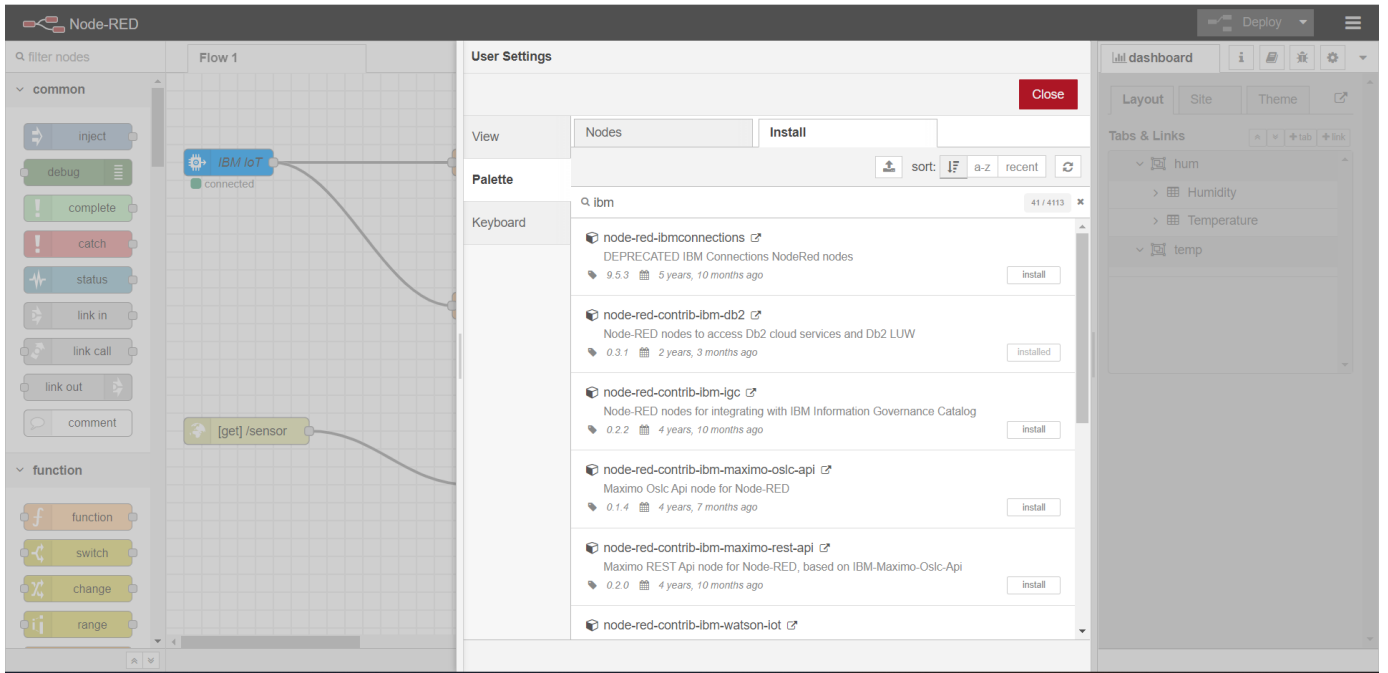 Node-RED
Deploy
filter nodes
common
inject
debug
complete
catch
status
link in
link call
link out
comment
function
function
switch
change
range
Flow 1
IBM IoT
connected
[get] /sensor
User Settings
Close
View
Palette
Keyboard
Nodes
Install
sort:
a-z
recent
ibm
41 / 4113
node-red-ibmconnections
DEPRECATED IBM Connections NodeRed nodes
9.5.3 5 years, 10 months ago
install
node-red-contrib-ibm-db2
Node-RED nodes to access Db2 cloud services and Db2 LUW
0.3.1 2 years, 3 months ago
installed
node-red-contrib-ibm-igc
Node-RED nodes for integrating with IBM Information Governance Catalog
0.2.2 4 years, 10 months ago
install
node-red-contrib-ibm-maximo-oslc-api
Maximo Oslc Api node for Node-RED
0.1.4 4 years, 7 months ago
install
node-red-contrib-ibm-maximo-rest-api
Maximo REST Api node for Node-RED, based on IBM-Maximo-Oslc-Api
0.2.0 4 years, 10 months ago
install
node-red-contrib-ibm-watson-iot
dashboard
i
Layout
Site
Theme
Tabs & Links
+tab
+link
hum
Humidity
Temperature
temp